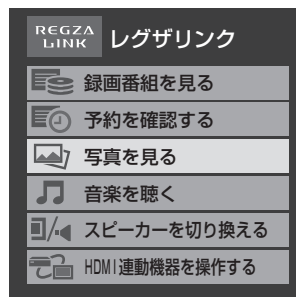 REGZA
LINK レグザリンク
録画番組を見る
予約を確認する
写真を見る
音楽を聴く
スピーカーを切り換える
HDMI連動機器を操作する